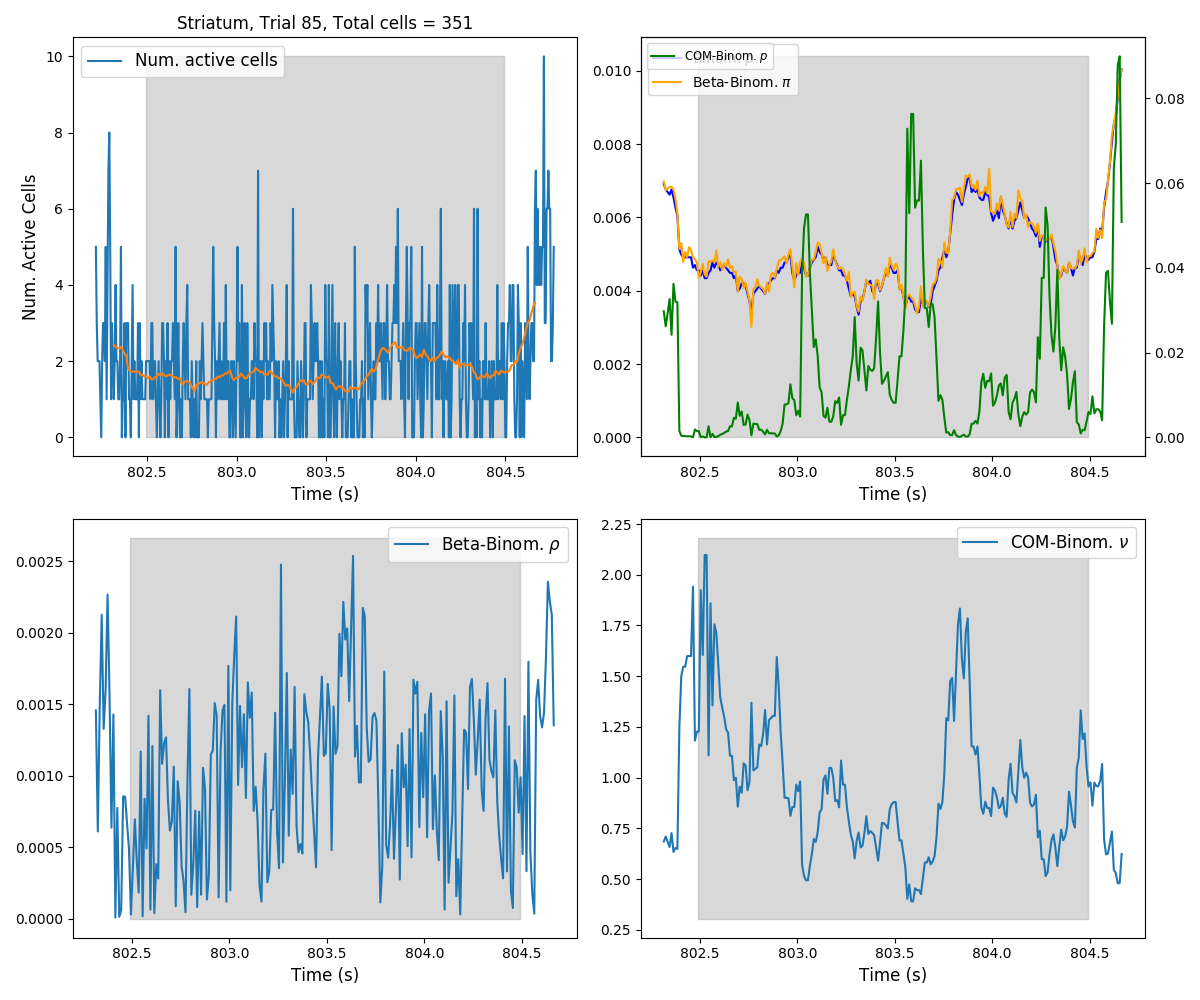 Striatum, Trial 85, Total cells = 351
Num. active cells
Num. Active Cells
10
8
6
4
2
0
802.5 803.0 803.5 804.0 804.5
Time (s)
COM-Binom. p
Beta-Binom. π
0.010
0.008
0.006
0.004
0.002
0.000
0.08
0.06
0.04
0.02
0.00
802.5 803.0 803.5 804.0 804.5
Time (s)
Beta-Binom. ρ
0.0025
0.0020
0.0015
0.0010
0.0005
0.0000
802.5 803.0 803.5 804.0 804.5
Time (s)
COM-Binom. ν
2.25
2.00
1.75
1.50
1.25
1.00
0.75
0.50
0.25
802.5 803.0 803.5 804.0 804.5
Time (s)